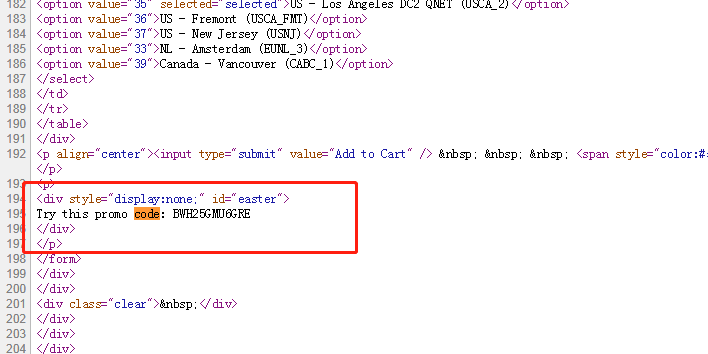 182 <option value="35" selected="selected">US - Los Angeles DC2 QNET (USCA_2)</option>
183 <option value="36">US - Fremont (USCA_FMT)</option>
184 <option value="37">US - New Jersey (USNJ)</option>
185 <option value="33">NL - Amsterdam (EUNL_3)</option>
186 <option value="39">Canada - Vancouver (CABC_1)</option>
187 </select>
188 </td>
189 </tr>
190 </table>
191 </div>
192 <p align="center"><input type="submit" value="Add to Cart" /> &nbsp; &nbsp; &nbsp; <span style="color:#
</p>
193 <p>
194 <div style="display:none;" id="easter">
195 Try this promo code: BWH25GMU6GRE
196 </div>
197 </p>
198 </form>
199 </div>
200 </div>
201 <div class="clear">&nbsp;</div>
202 </div>
203 </div>
204 </div>